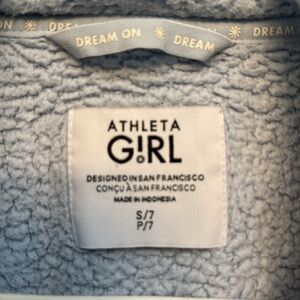 DREAM ON
DREAM
ATHLETA
G!RL
DESIGNED IN SAN FRANCISCO
CONÇU À SAN FRANCISCO
MADE IN INDONESIA
S/7
P/7